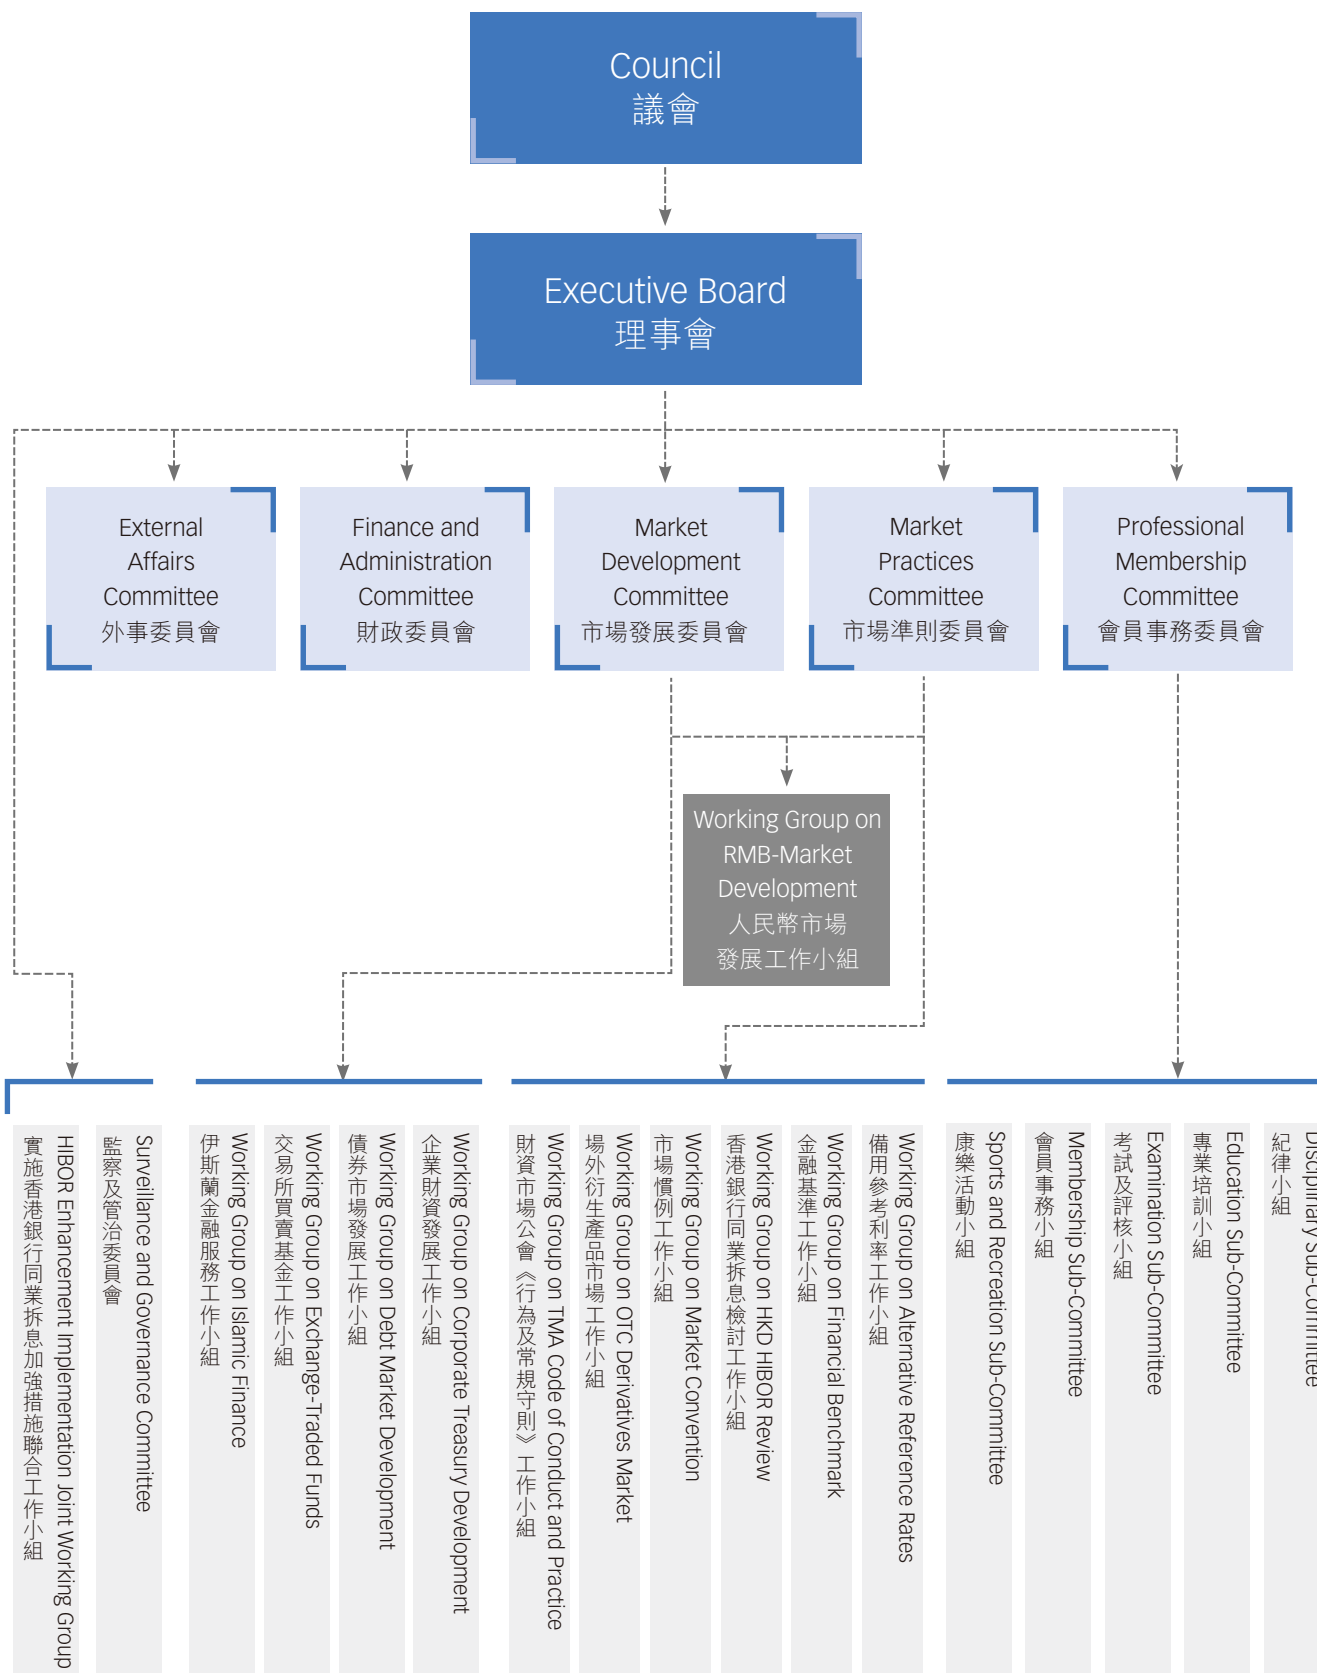 Council
議會
Executive Board
理事會
External
Affairs
Committee
外事委員會
Finance and
Administration
Committee
財政委員會
Market
Development
Committee
市場發展委員會
Market
Practices
Committee
市場準則委員會
Professional
Membership
Committee
會員事務委員會
Working Group on
RMB-Market
Development
人民幣市場
發展工作小組
HIBOR Enhancement Implementation Joint Working Group
實施香港銀行同業拆息加強措施聯合工作小組
Surveillance and Governance Committee
監察及管治委員會
Working Group on Islamic Finance
伊斯蘭金融服務工作小組
Working Group on Exchange-Traded Funds
交易所買賣基金工作小組
Working Group on Debt Market Development
債券市場發展工作小組
Working Group on Corporate Treasury Development
企業財資發展工作小組
Working Group on TMA Code of Conduct and Practice
財資市場公會《行為及常規守則》工作小組
Working Group on OTC Derivatives Market
場外衍生產品市場工作小組
Working Group on Market Convention
市場慣例工作小組
Working Group on HKD HIBOR Review
香港銀行同業拆息檢討工作小組
Working Group on Financial Benchmark
金融基準工作小組
Working Group on Alternative Reference Rates
備用參考利率工作小組
Sports and Recreation Sub-Committee
康樂活動小組
Membership Sub-Committee
會員事務小組
Examination Sub-Committee
考試及評核小組
Education Sub-Committee
專業培訓小組
Disciplinary Sub-Committee
紀律小組